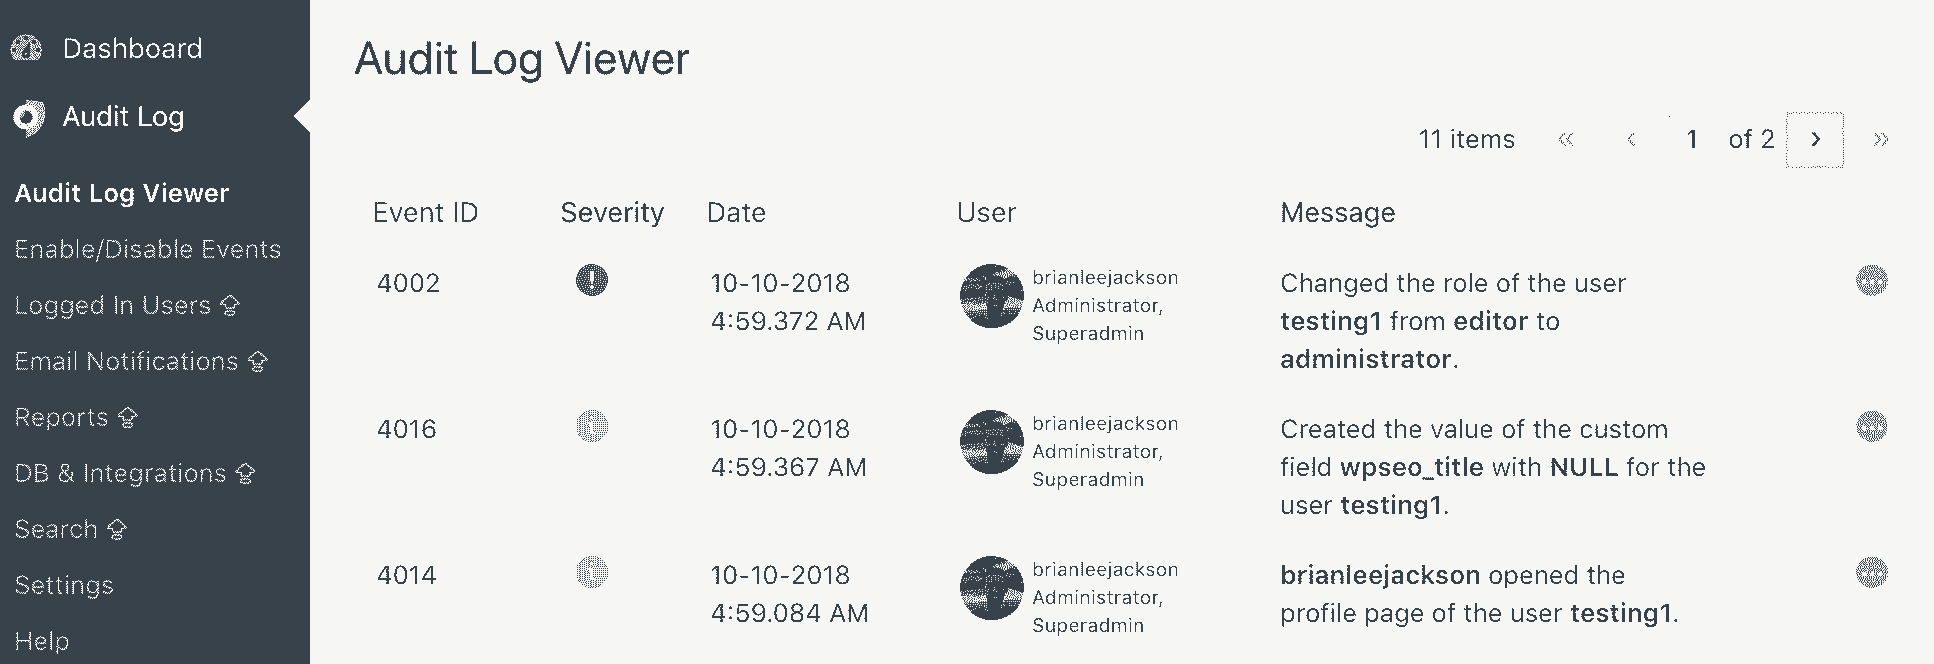 Dashboard
Audit Log
Audit Log Viewer
Enable/Disable Events
Logged In Users
Email Notifications
Reports
DB & Integrations
Search
Settings
Help
Audit Log Viewer
11 items « ‹ 1 of 2 › »
Event ID Severity Date User Message
4002
10-10-2018
4:59.372 AM
brianleejackson
Administrator,
Superadmin
Changed the role of the user
testing1 from editor to
administrator.
4016
10-10-2018
4:59.367 AM
brianleejackson
Administrator,
Superadmin
Created the value of the custom
field wpseo_title with NULL for the
user testing1.
4014
10-10-2018
4:59.084 AM
brianleejackson
Administrator,
Superadmin
brianleejackson opened the
profile page of the user testing1.